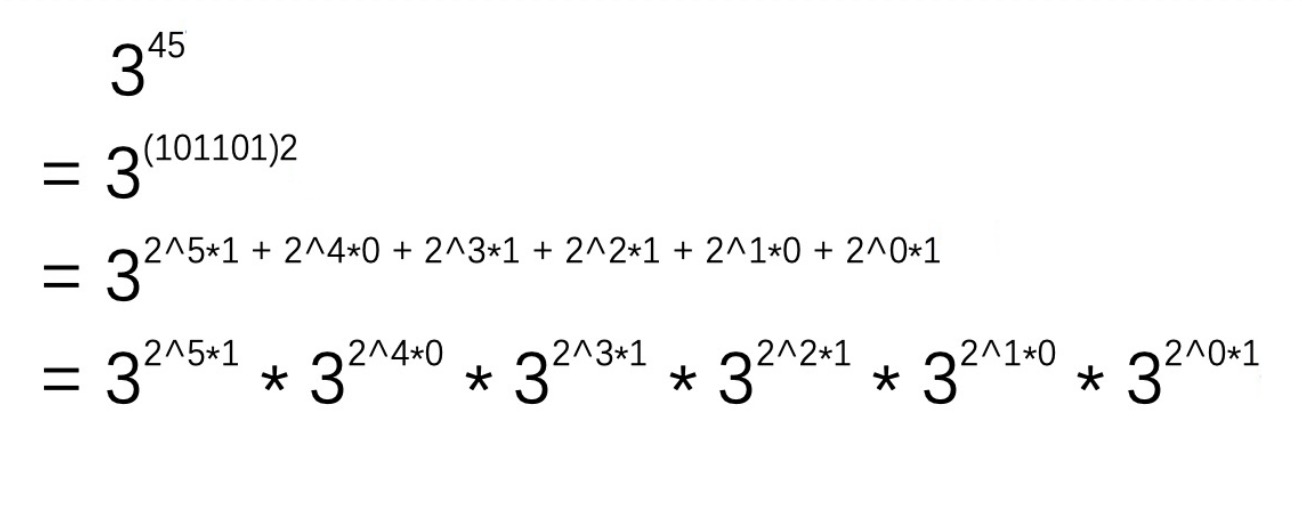 3^45
= 3^(101101)2
= 3^2^5*1 + 2^4*0 + 2^3*1 + 2^2*1 + 2^1*0 + 2^0*1
= 3^2^5*1 * 3^2^4*0 * 3^2^3*1 * 3^2^2*1 * 3^2^1*0 * 3^2^0*1